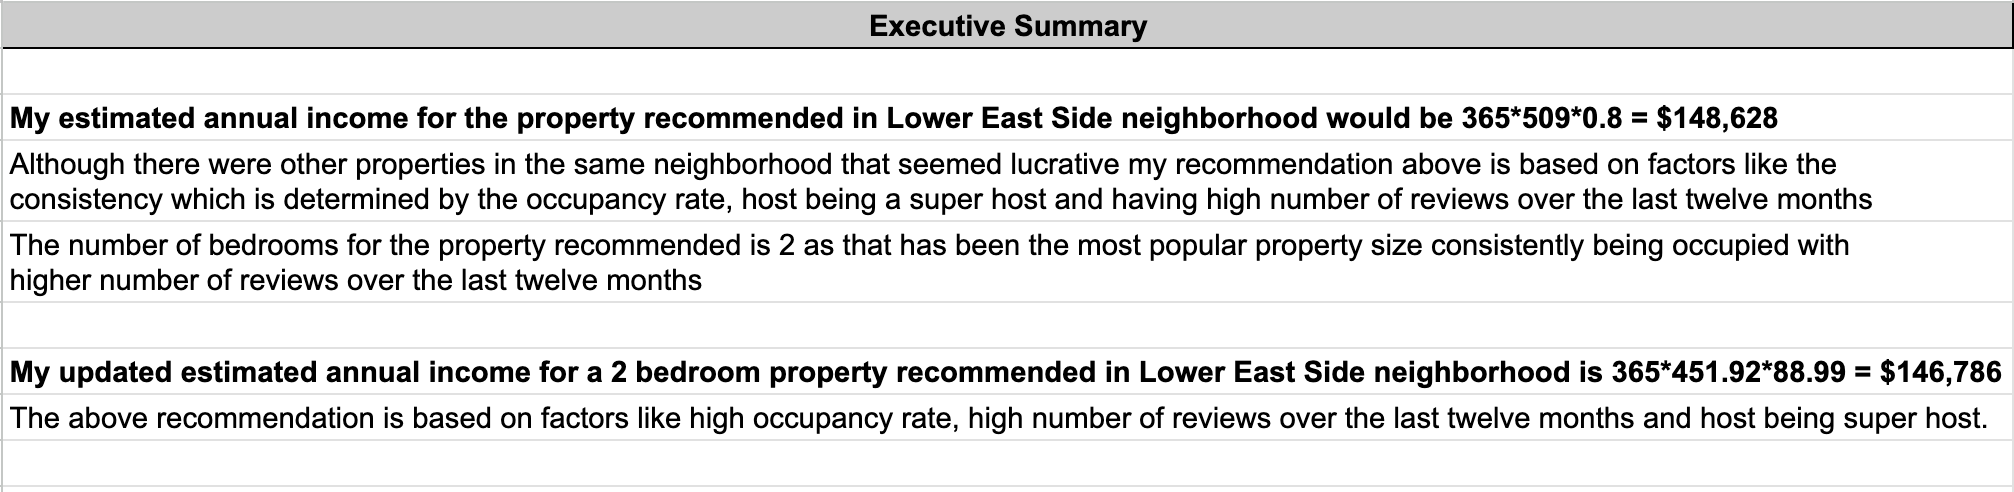 Executive Summary
My estimated annual income for the property recommended in Lower East Side neighborhood would be 365*509*0.8 = $148,628
Although there were other properties in the same neighborhood that seemed lucrative my recommendation above is based on factors like the
consistency which is determined by the occupancy rate, host being a super host and having high number of reviews over the last twelve months
The number of bedrooms for the property recommended is 2 as that has been the most popular property size consistently being occupied with
higher number of reviews over the last twelve months
My updated estimated annual income for a 2 bedroom property recommended in Lower East Side neighborhood is 365*451.92*88.99 = $146,786
The above recommendation is based on factors like high occupancy rate, high number of reviews over the last twelve months and host being super host.